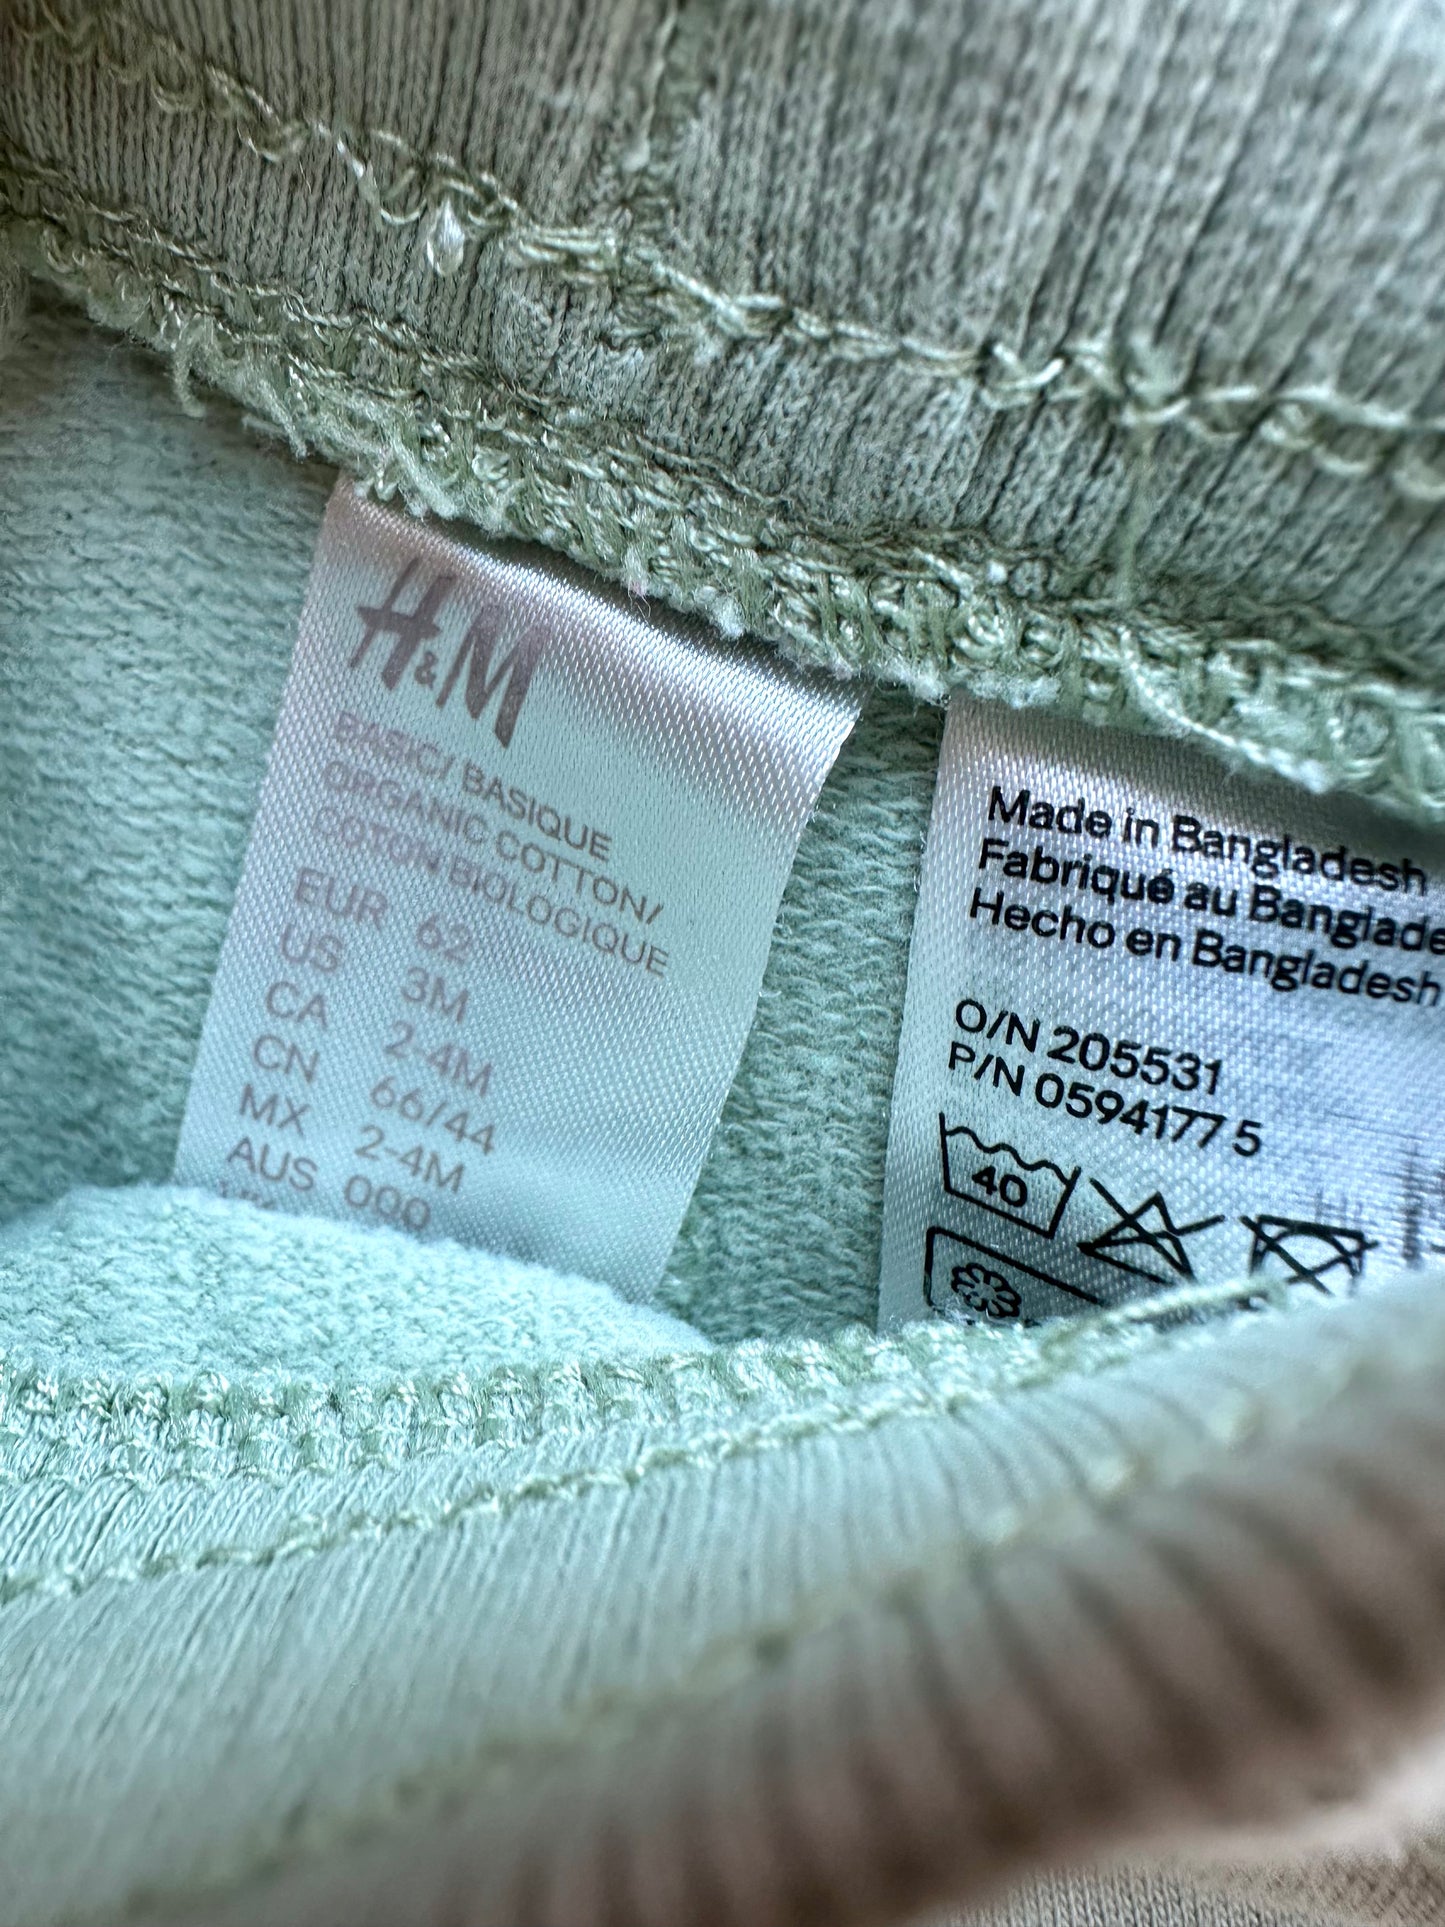 H&M
BASIC/ BASIQUE
ORGANIC COTTON/
COTON BIOLOGIQUE
EUR 62
US 3M
CA 2-4M
CN 66/44
MX 2-4M
AUS 000
Made in Bangladesh
Fabriqué au Banglade
Hecho en Bangladesh
O/N 205531
P/N 0594177 5
40